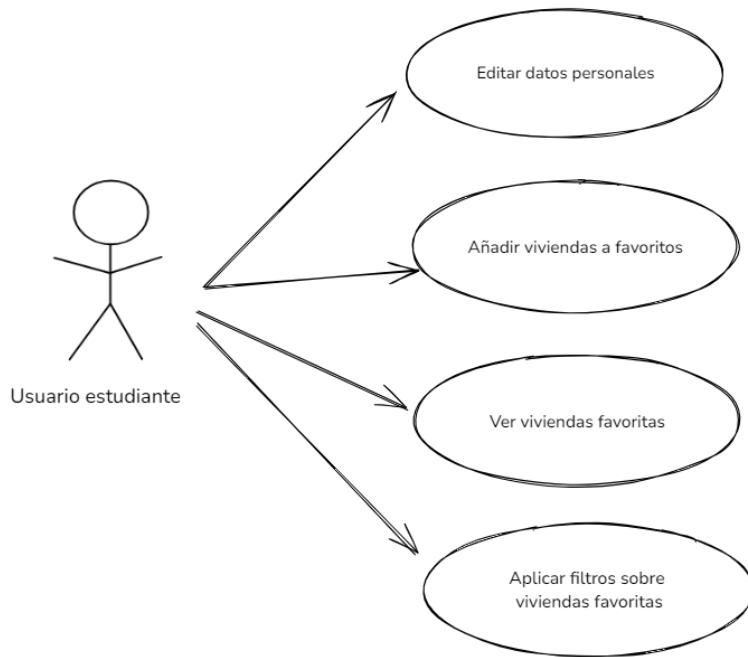 Editar datos personales
Añadir viviendas a favoritos
Usuario estudiante
Ver viviendas favoritas
Aplicar filtros sobre
viviendas favoritas